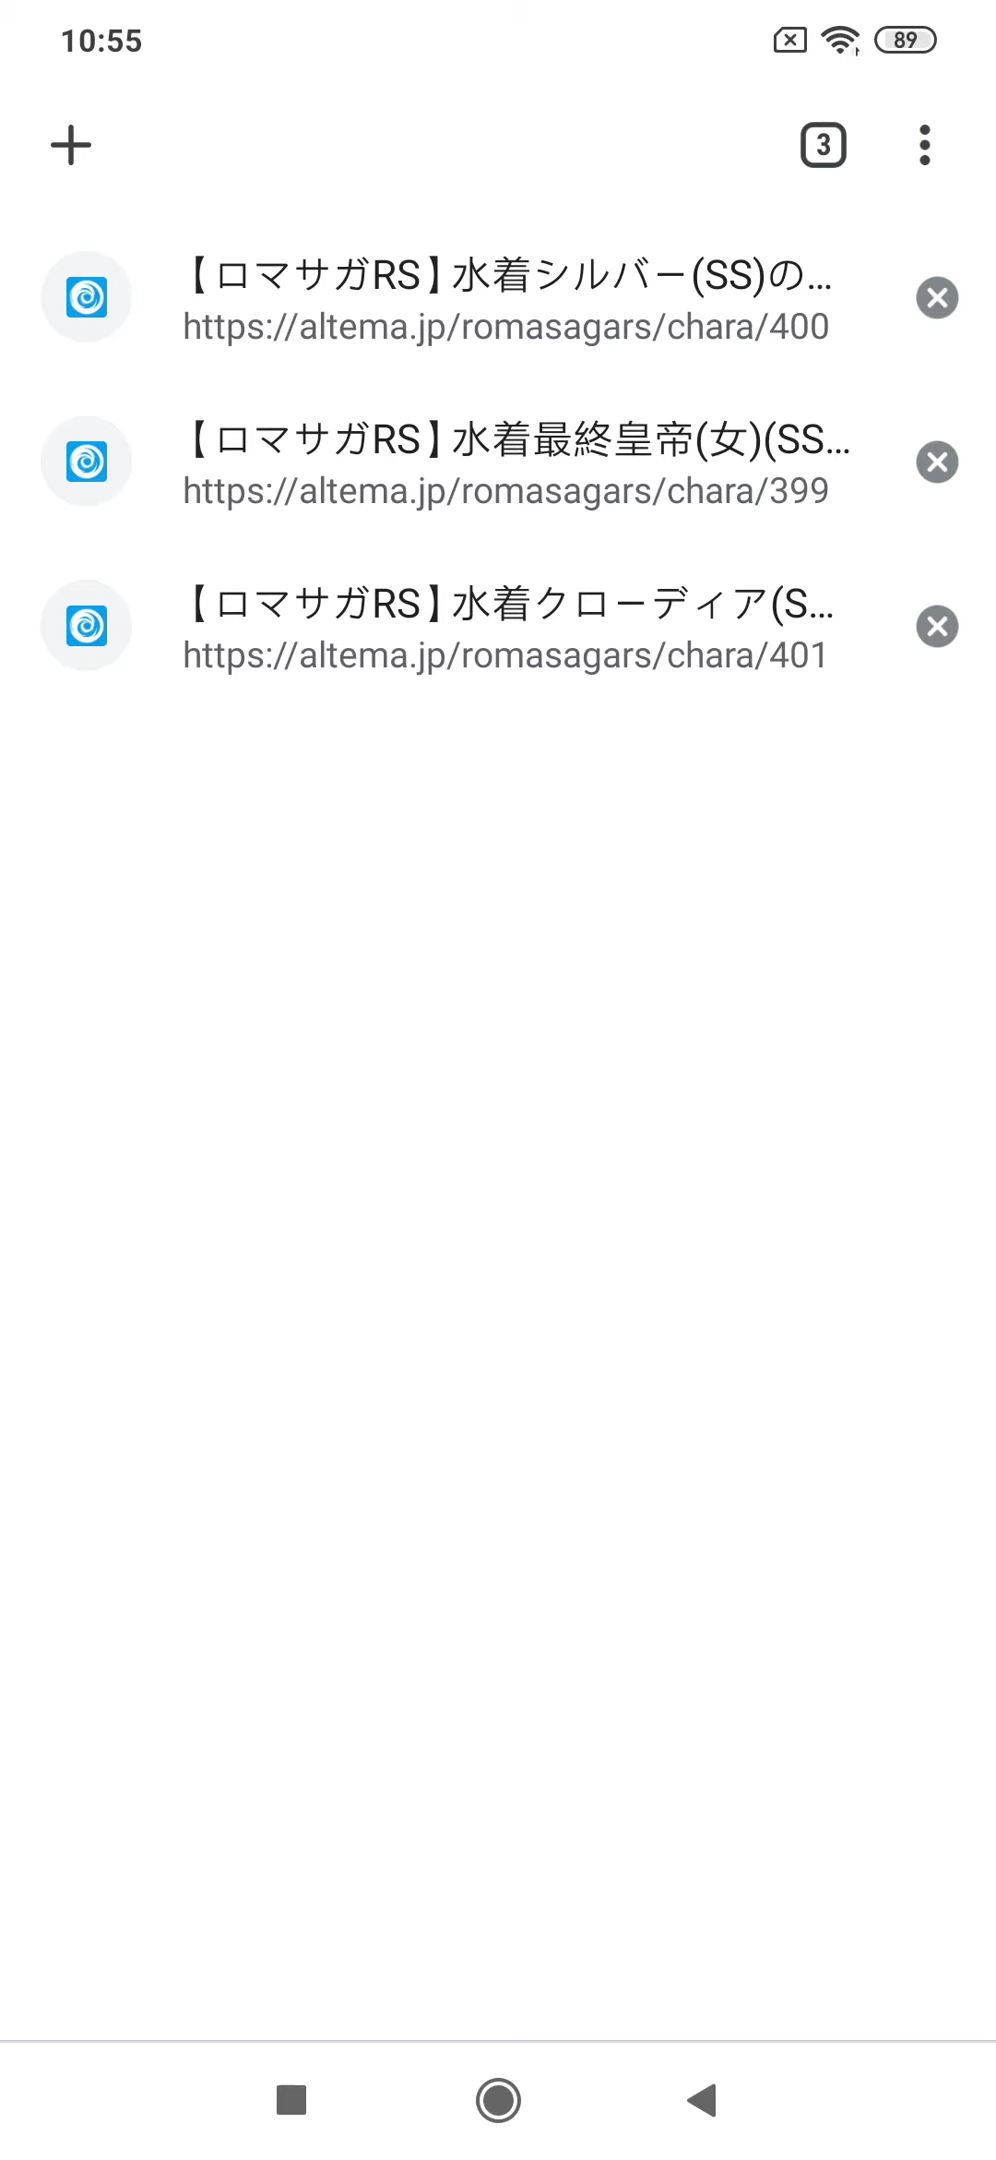 10:55
89
3
【ロマサガRS】水着シルバー(SS)の...
https://altema.jp/romasagars/chara/400
【ロマサガRS】水着最終皇帝(女)(SS...
https://altema.jp/romasagars/chara/399
【ロマサガRS】水着クローディア(S...
https://altema.jp/romasagars/chara/401